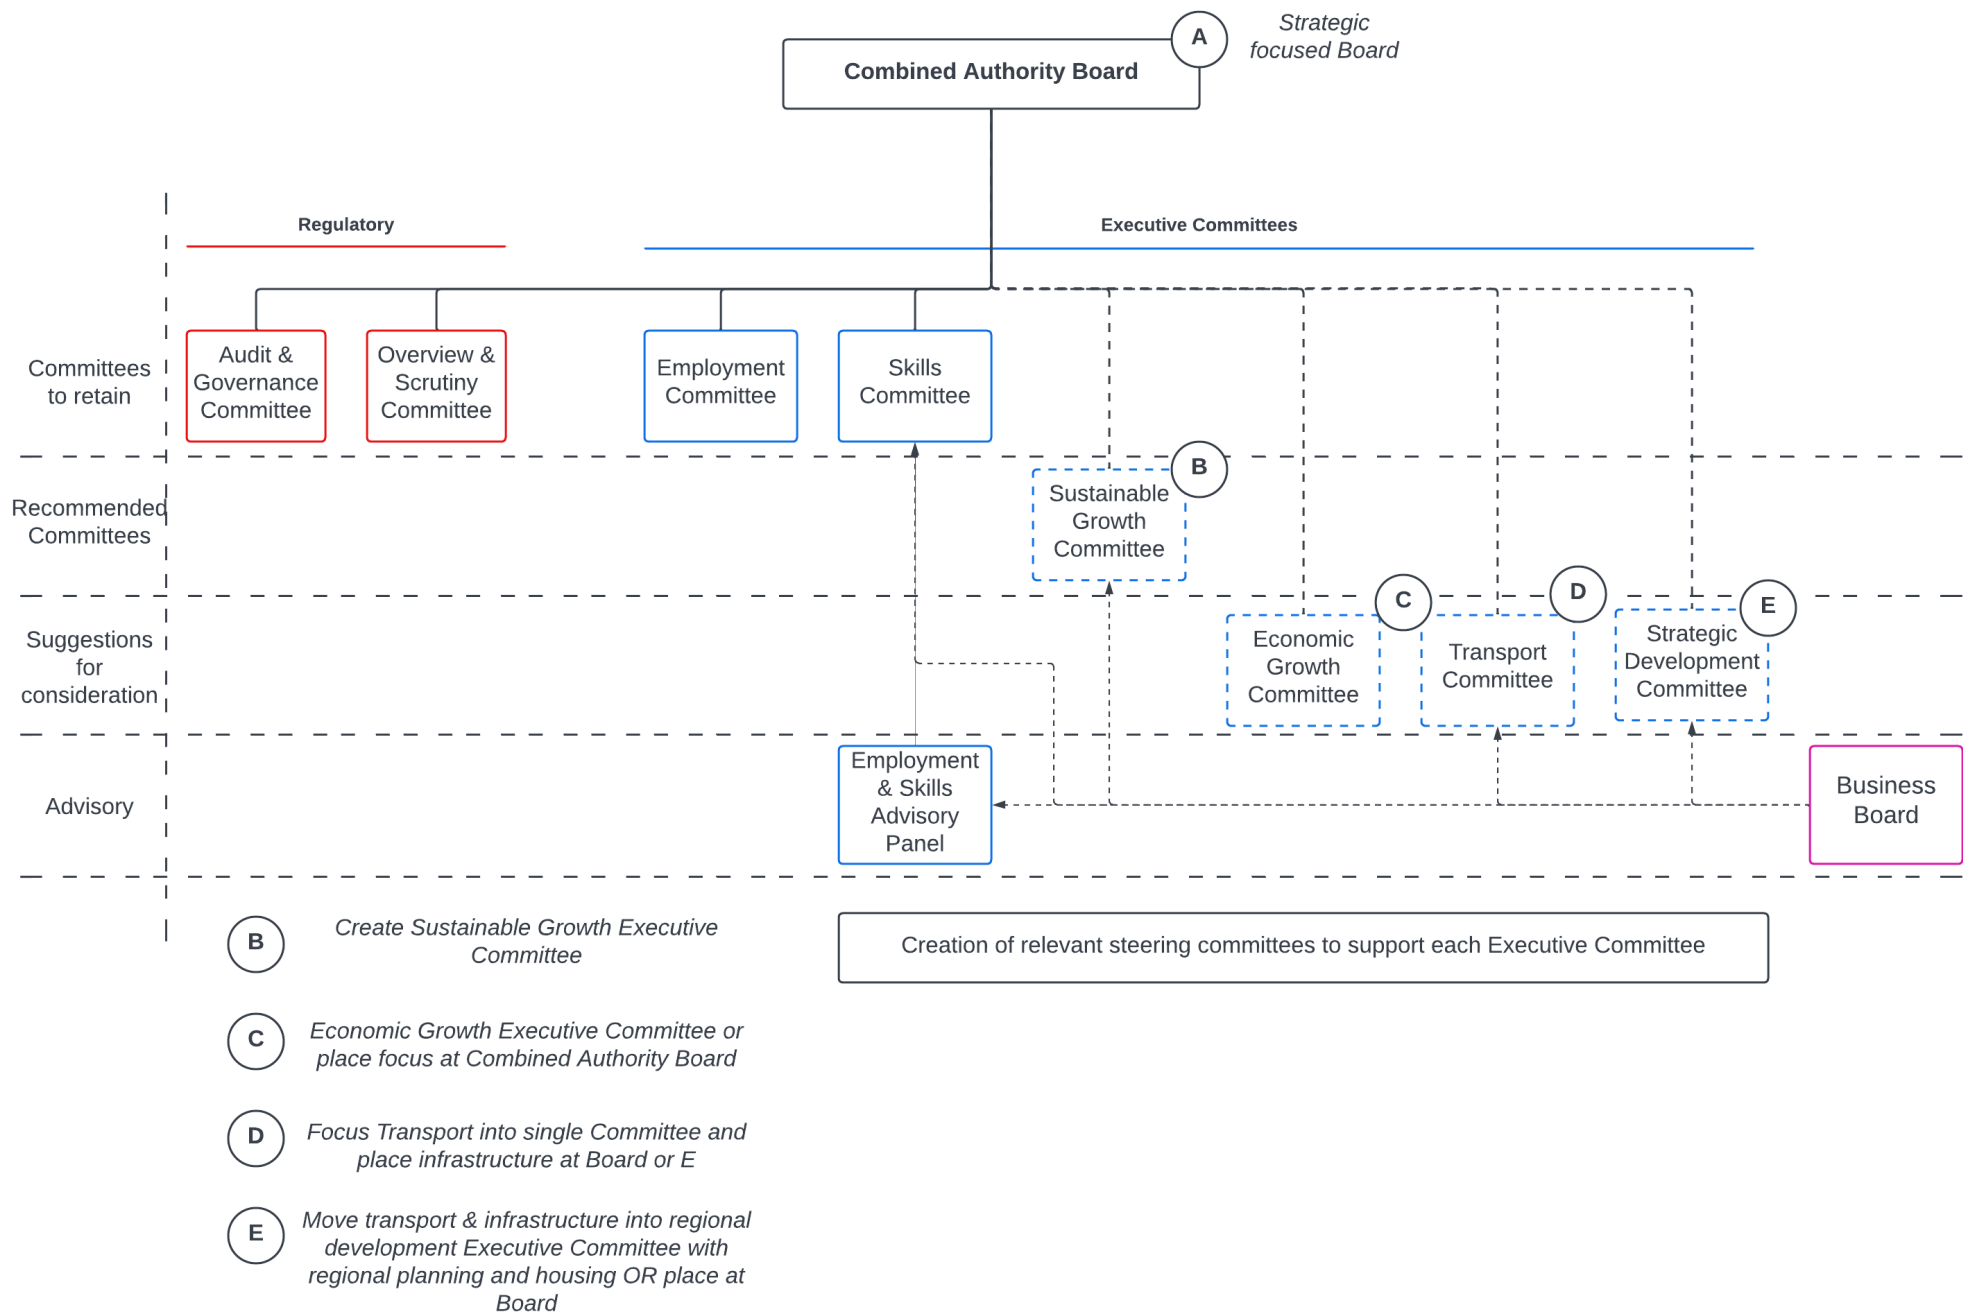 A
Strategic
focused Board
Combined Authority Board
Regulatory
Executive Committees
Committees
to retain
Audit &
Governance
Committee
Overview &
Scrutiny
Committee
Employment
Committee
Skills
Committee
Recommended
Committees
Sustainable
Growth
Committee
B
Suggestions
for
consideration
Economic
Growth
Committee
C
Transport
Committee
D
Strategic
Development
Committee
E
Advisory
Employment
& Skills
Advisory
Panel
Business
Board
B
Create Sustainable Growth Executive
Committee
Creation of relevant steering committees to support each Executive Committee
C
Economic Growth Executive Committee or
place focus at Combined Authority Board
D
Focus Transport into single Committee and
place infrastructure at Board or E
E
Move transport & infrastructure into regional
development Executive Committee with
regional planning and housing OR place at
Board